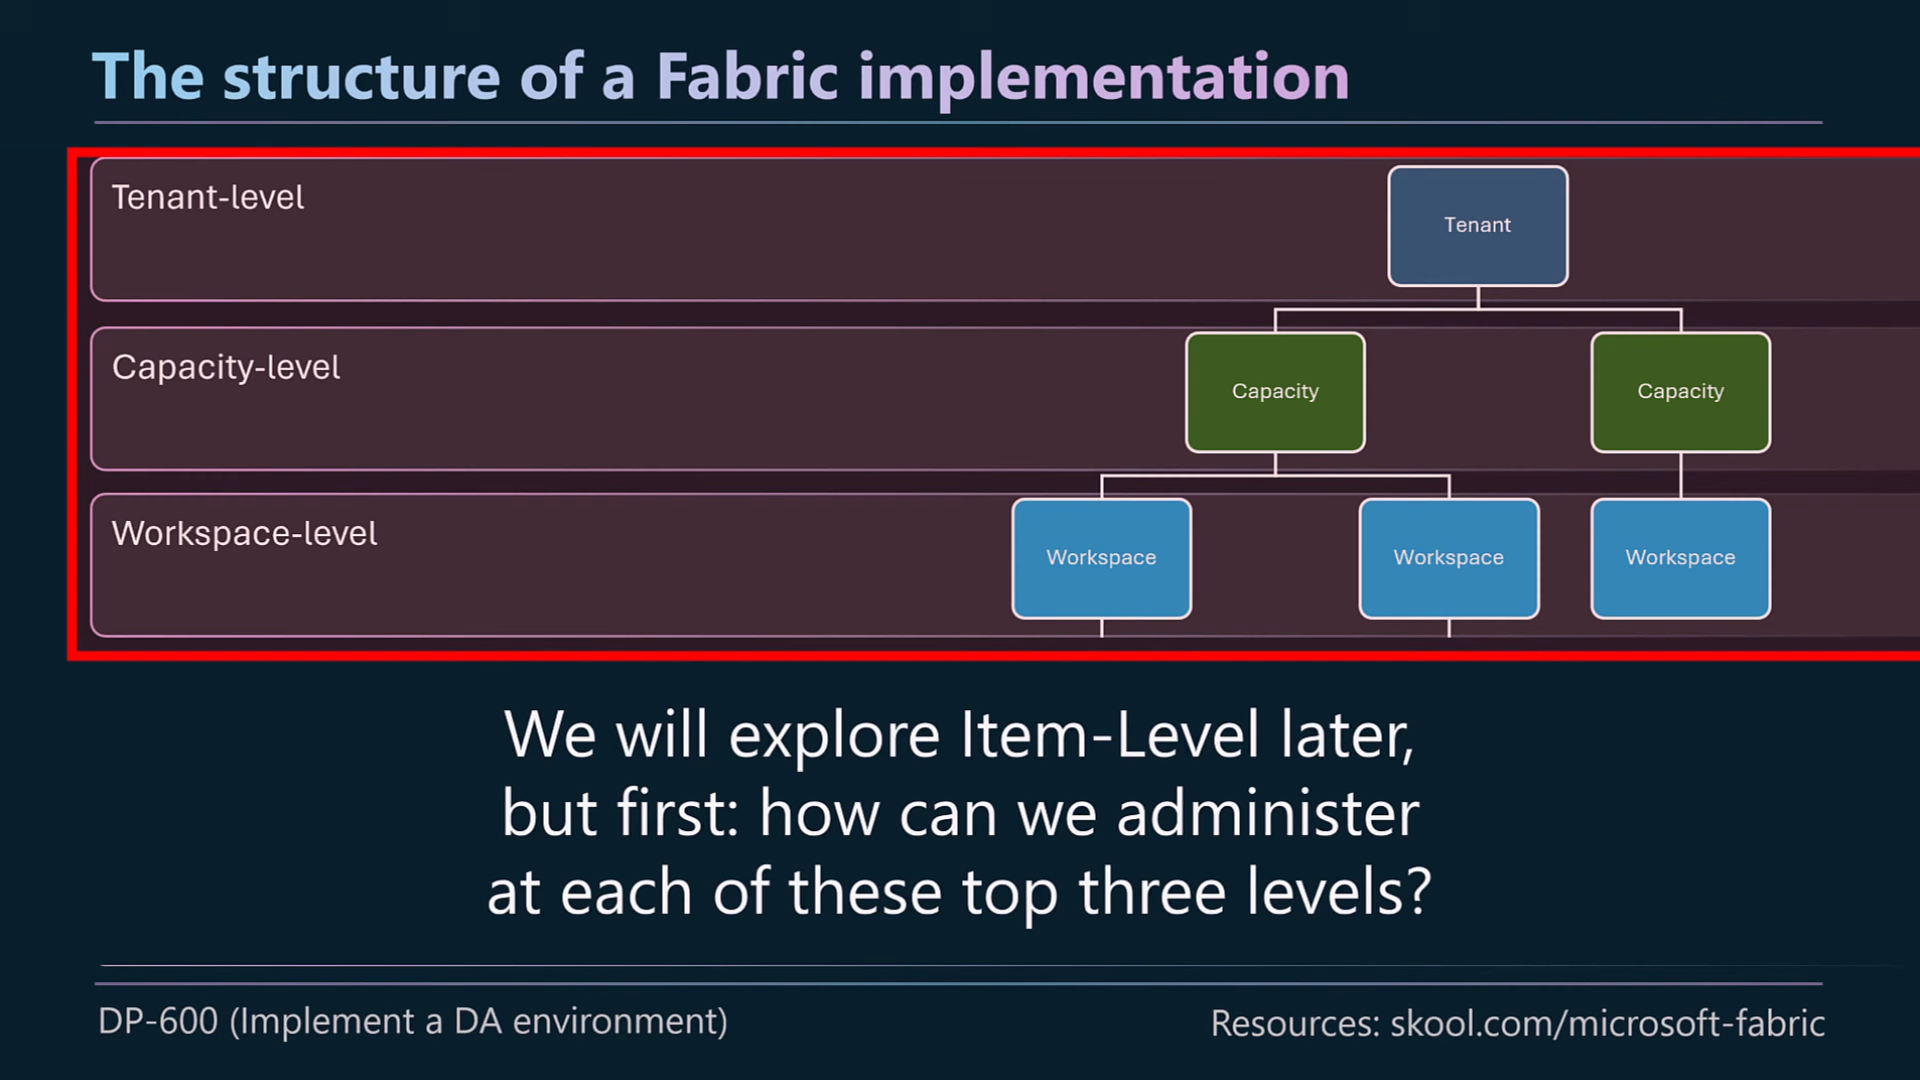 The structure of a Fabric implementation
Tenant-level
Tenant
Capacity-level
Capacity
Capacity
Workspace-level
Workspace
Workspace
Workspace
We will explore Item-Level later,
but first: how can we administer
at each of these top three levels?
DP-600 (Implement a DA environment)
Resources: skool.com/microsoft-fabric